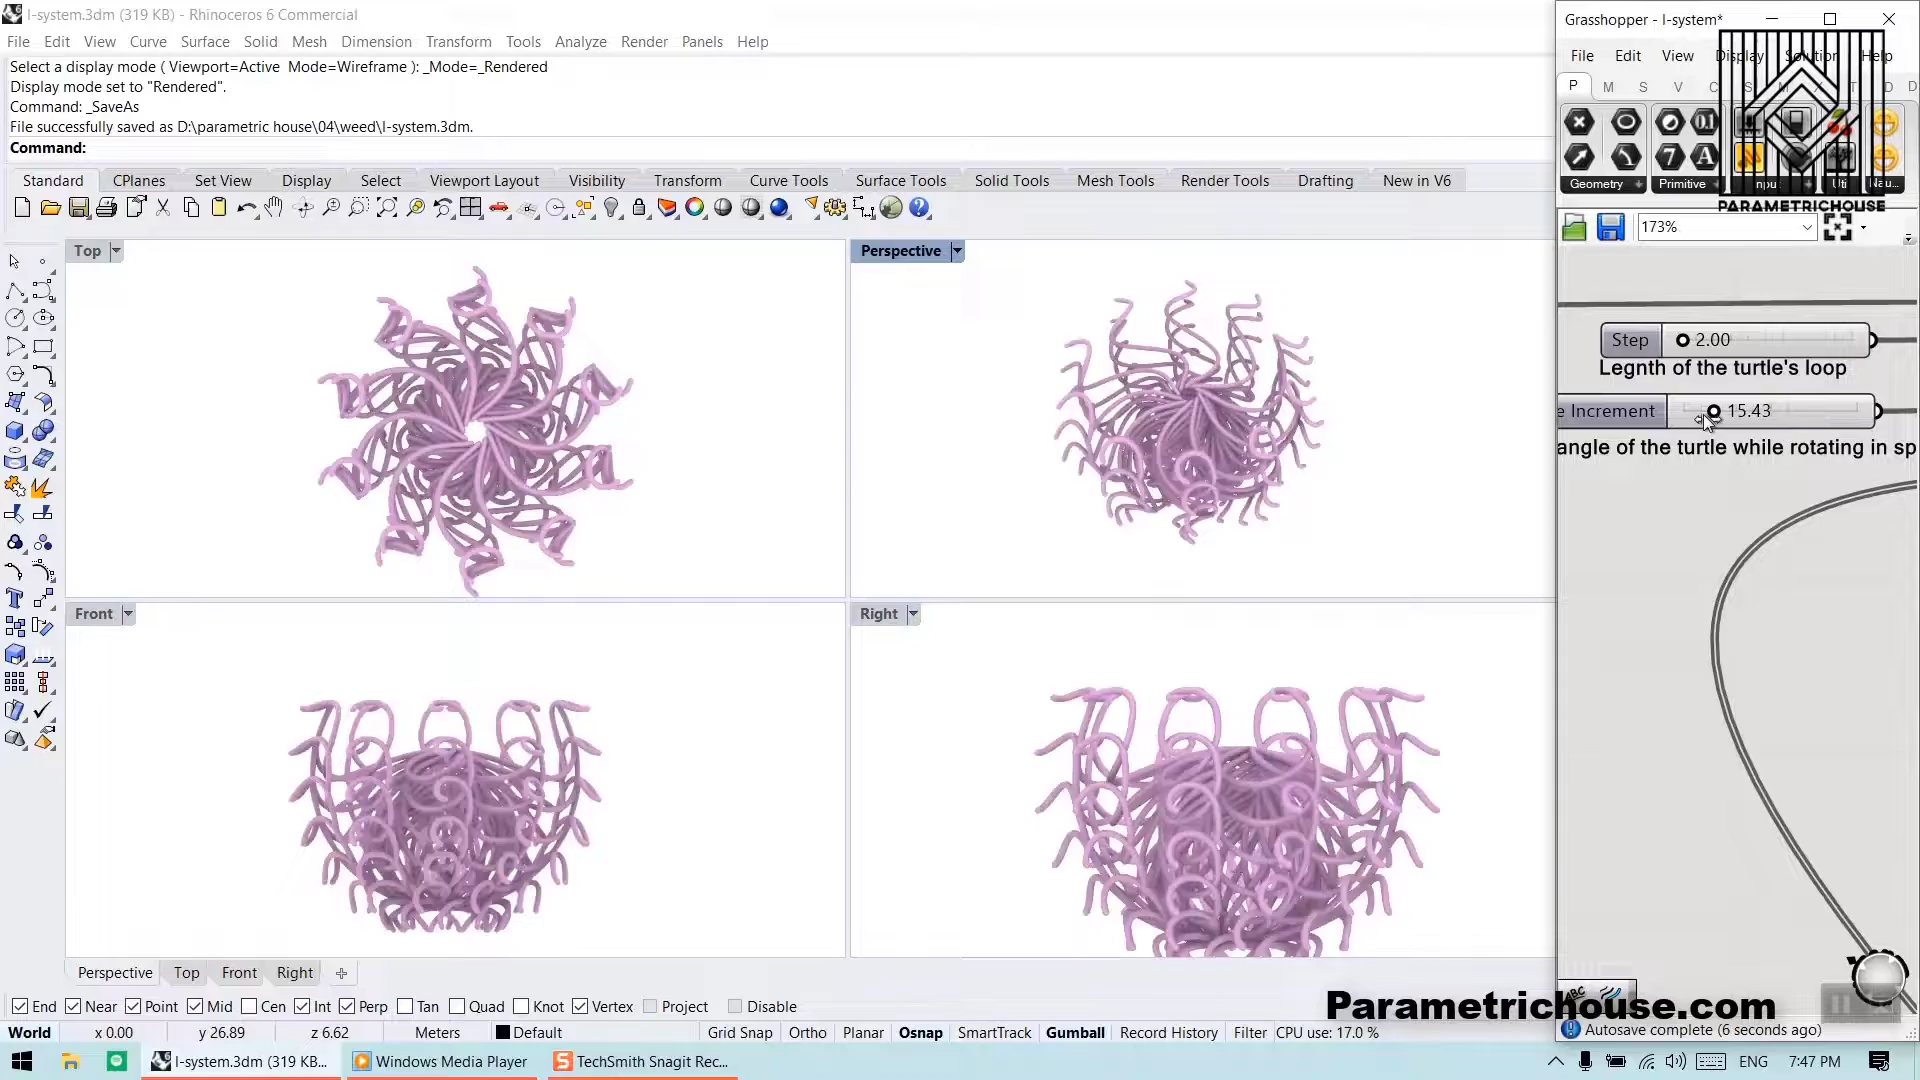 l-system.3dm (319 KB) - Rhinoceros 6 Commercial
File Edit View Curve Surface Solid Mesh Dimension Transform Tools Analyze Render Panels Help
Select a display mode ( Viewport=Active Mode=Wireframe ): _Mode=_Rendered
Display mode set to "Rendered".
Command: _SaveAs
File successfully saved as D:\parametric house\04\weed\l-system.3dm.
Command:
Standard CPlanes Set View Display Select Viewport Layout Visibility Transform Curve Tools Surface Tools Solid Tools Mesh Tools Render Tools Drafting New in V6
Top
Perspective
Front
Right
Perspective Top Front Right
End Near Point Mid Cen Int Perp Tan Quad Knot Vertex Project Disable
World x 0.00 y 26.89 z 6.62 Meters Default Grid Snap Ortho Planar Osnap SmartTrack Gumball Record History Filter CPU use: 17.0 %
Grasshopper - l-system*
File Edit View Display Solution Help
P M S V C S
Geometry Primitive
PARAMETRICHOUSE
173%
Step 2.00
Legnth of the turtle's loop
e Increment 15.43
angle of the turtle while rotating in sp
Parametrichouse.com
Autosave complete (6 seconds ago)
l-system.3dm (319 KB... Windows Media Player TechSmith Snagit Rec... ENG 7:47 PM